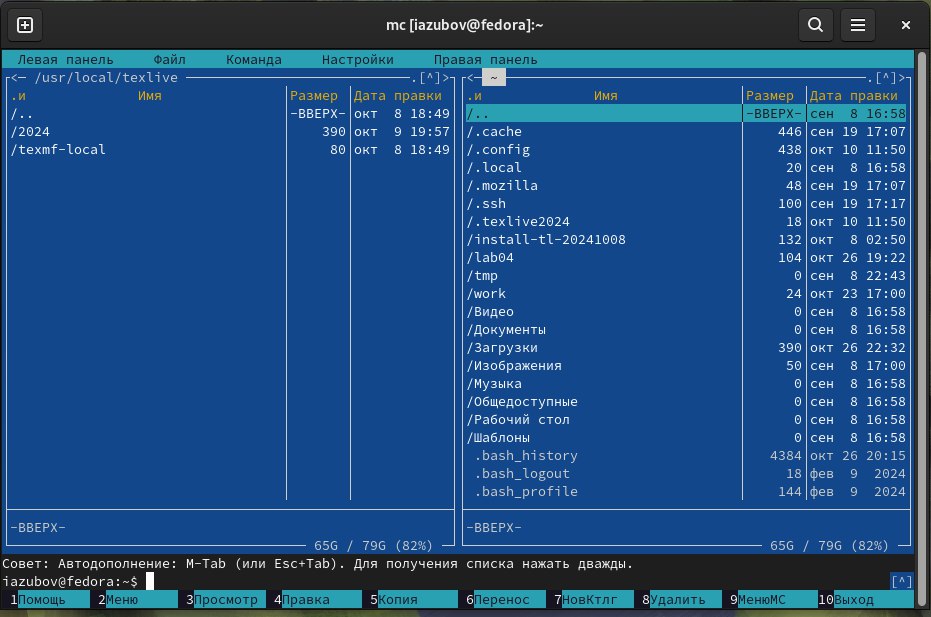 mc [iazubov@fedora]:~
Левая панель Файл Команда Настройки Правая панель
<─ /usr/local/texlive .[^]>
.и Имя Размер Дата правки
/.. -ВВЕРХ- окт 8 18:49
/2024 390 окт 9 19:57
/texmf-local 80 окт 8 18:49
-ВВЕРХ-
65G / 79G (82%)
<─ ~ .[^]>
.и Имя Размер Дата правки
/.. -ВВЕРХ- сен 8 16:58
/.cache 446 сен 19 17:07
/.config 438 окт 10 11:50
/.local 20 сен 8 16:58
/.mozilla 48 сен 19 17:07
/.ssh 100 сен 19 17:17
/.texlive2024 18 окт 10 11:50
/install-tl-20241008 132 окт 8 02:50
/lab04 104 окт 26 19:22
/tmp 0 сен 8 22:43
/work 24 окт 23 17:00
/Видео 0 сен 8 16:58
/Документы 0 сен 8 16:58
/Загрузки 390 окт 26 22:32
/Изображения 50 сен 8 17:00
/Музыка 0 сен 8 16:58
/Общедоступные 0 сен 8 16:58
/Рабочий стол 0 сен 8 16:58
/Шаблоны 0 сен 8 16:58
.bash_history 4384 окт 26 20:15
.bash_logout 18 фев 9 2024
.bash_profile 144 фев 9 2024
-ВВЕРХ-
65G / 79G (82%)
Совет: Автодополнение: M-Tab (или Esc+Tab). Для получения списка нажать дважды.
iazubov@fedora:~$ [^]
1Помощь 2Меню 3Просмотр 4Правка 5Копия 6Перенос 7НовКтлг 8Удалить 9МенюМС 10Выход